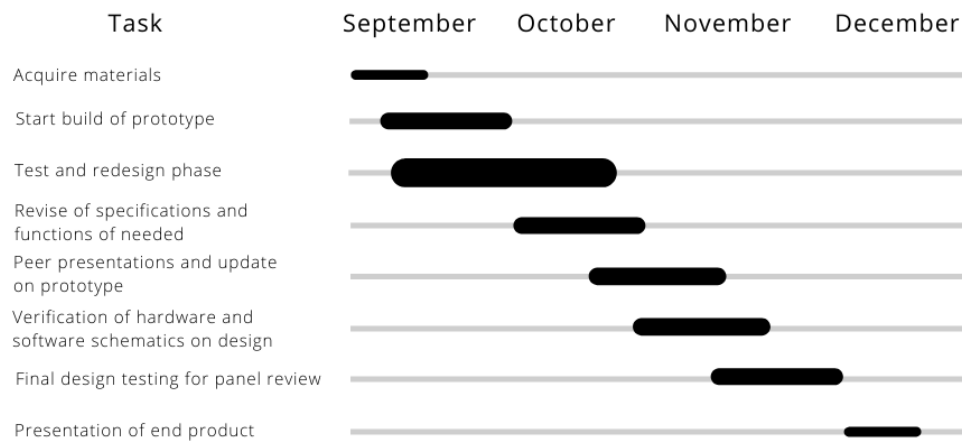 Task September October November December
Acquire materials
Start build of prototype
Test and redesign phase
Revise of specifications and
functions of needed
Peer presentations and update
on prototype
Verification of hardware and
software schematics on design
Final design testing for panel review
Presentation of end product